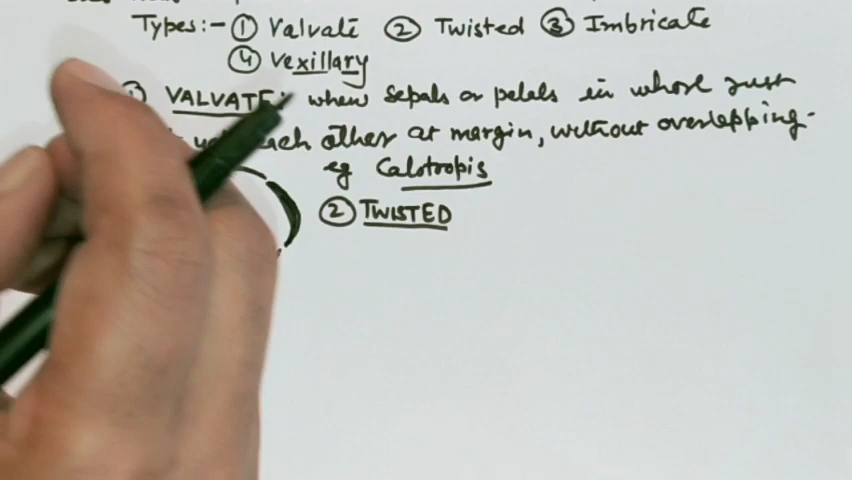 Types:- ① Valvate ② Twisted ③ Imbricate
④ Vexillary
VALVATE: when sepals or petals in whorl just
each other at margin, without overlapping.
eg Calotropis
② TWISTED